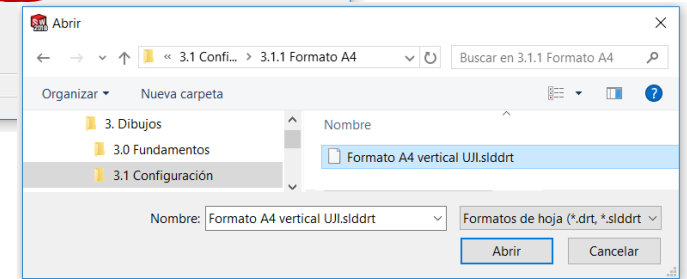 Abrir
« 3.1 Confi... > 3.1.1 Formato A4
Buscar en 3.1.1 Formato A4
Organizar
Nueva carpeta
3. Dibujos
Nombre
3.0 Fundamentos
Formato A4 vertical UJI.slddrt
3.1 Configuración
Nombre: Formato A4 vertical UJI.slddrt
Formatos de hoja (*.drt, *.slddrt
Abrir
Cancelar